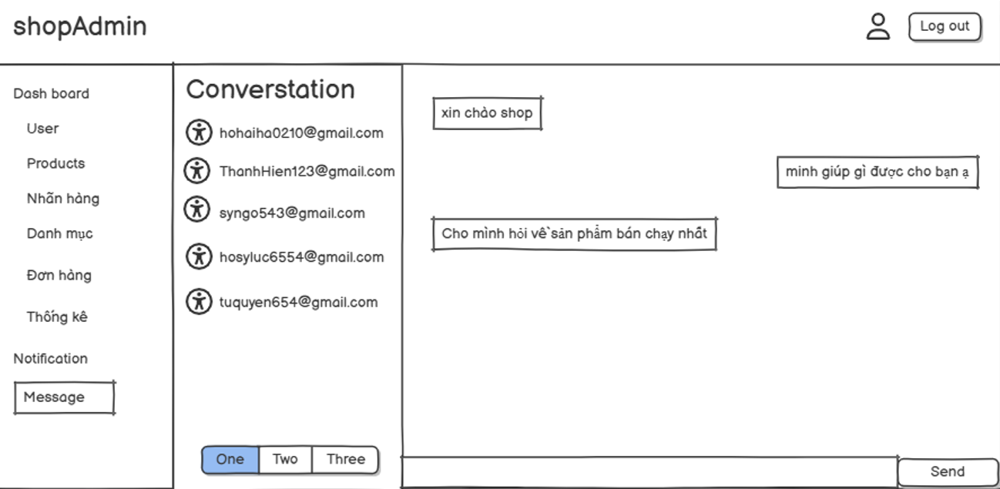 shopAdmin
Log out
Dash board
User
Products
Nhãn hàng
Danh mục
Đơn hàng
Thống kê
Notification
Message
Converstation
hohaiha0210@gmail.com
ThanhHien123@gmail.com
syngo543@gmail.com
hosyluc6554@gmail.com
tuquyen654@gmail.com
One Two Three
xin chào shop
minh giúp gì được cho bạn ạ
Cho mình hỏi về sản phẩm bán chạy nhất
Send